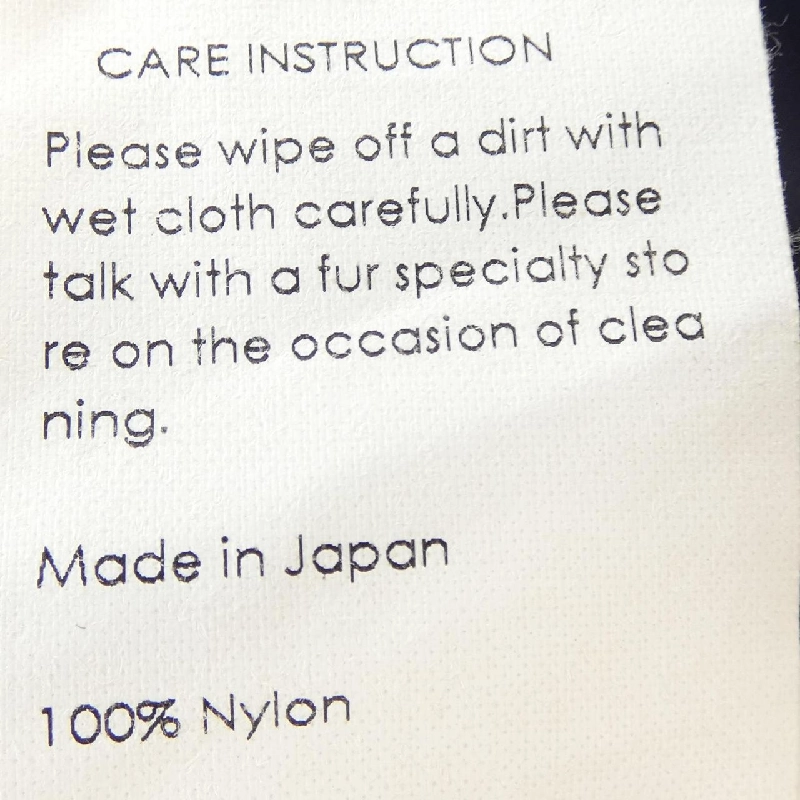 CARE INSTRUCTION
Please wipe off a dirt with
wet cloth carefully.Please
talk with a fur specialty sto
re on the occasion of clea
ning.
Made in Japan
100% Nylon